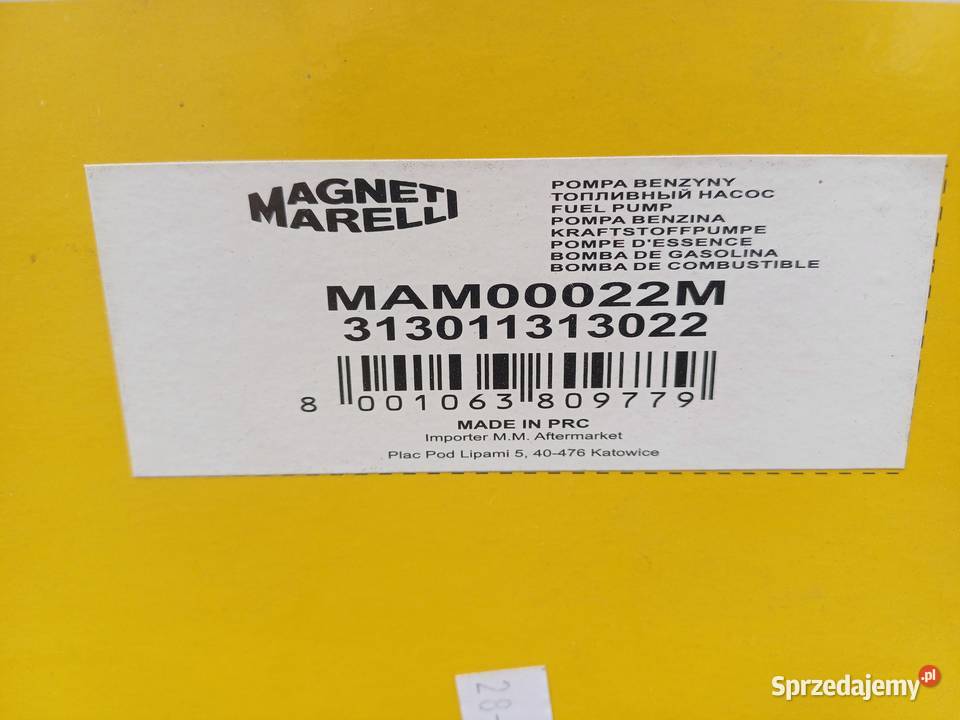 MAGNETI
MARELLI
POMPA BENZYNY
ТОПЛИВНЫЙ НАСОС
FUEL PUMP
POMPA BENZINA
KRAFTSTOFFPUMPE
POMPE D'ESSENCE
BOMBA DE GASOLINA
BOMBA DE COMBUSTIBLE
MAM00022M
313011313022
8 001063 809779
MADE IN PRC
Importer M.M. Aftermarket
Plac Pod Lipami 5, 40-476 Katowice
28-
Sprzedajemy.pl